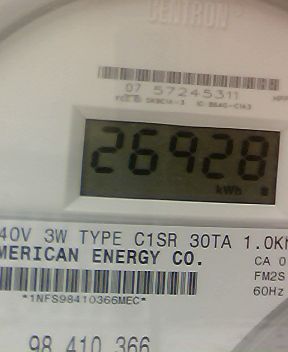 CENTRON
07 57245311
26928
kWh
40V 3W TYPE C1SR 30TA 1.0K
MERICAN ENERGY CO.
CA 0
FM2S
60Hz
*1NFS98410366MEC*
98 410 366